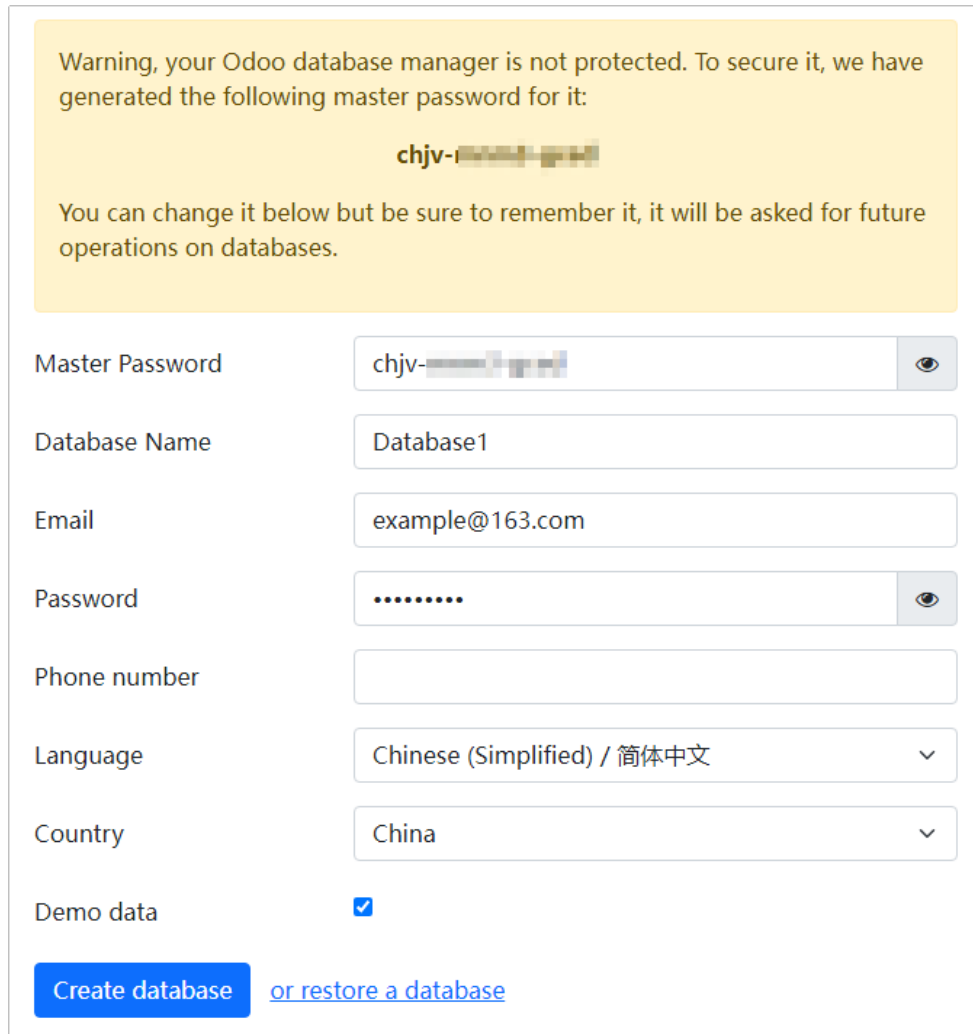 Warning, your Odoo database manager is not protected. To secure it, we have
generated the following master password for it:
chjv-
You can change it below but be sure to remember it, it will be asked for future
operations on databases.
Master Password chjv-
Database Name Database1
Email example@163.com
Password •••••••••
Phone number
Language Chinese (Simplified) / 简体中文
Country China
Demo data
Create database or restore a database